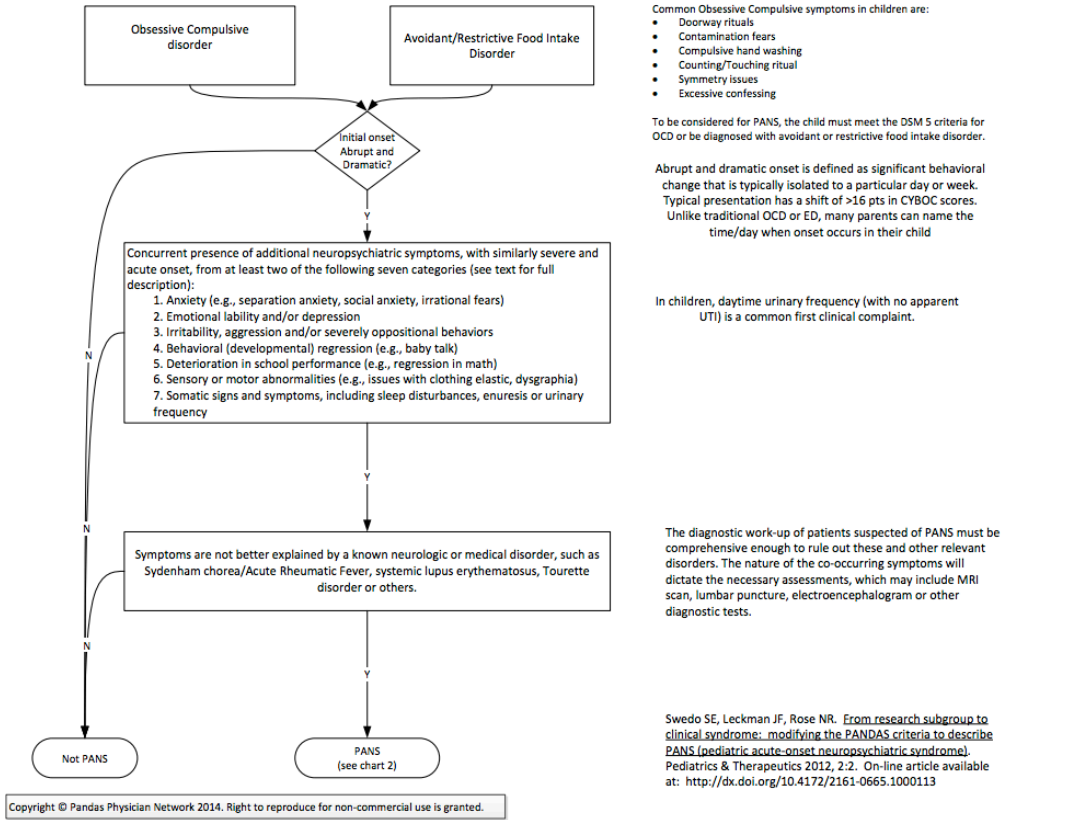 Obsessive Compulsive
disorder
Avoidant/Restrictive Food Intake
Disorder
Initial onset
Abrupt and
Dramatic?
Y
N
Concurrent presence of additional neuropsychiatric symptoms, with similarly severe and
acute onset, from at least two of the following seven categories (see text for full
description):
1. Anxiety (e.g., separation anxiety, social anxiety, irrational fears)
2. Emotional lability and/or depression
3. Irritability, aggression and/or severely oppositional behaviors
4. Behavioral (developmental) regression (e.g., baby talk)
5. Deterioration in school performance (e.g., regression in math)
6. Sensory or motor abnormalities (e.g., issues with clothing elastic, dysgraphia)
7. Somatic signs and symptoms, including sleep disturbances, enuresis or urinary
frequency
Y
N
Symptoms are not better explained by a known neurologic or medical disorder, such as
Sydenham chorea/Acute Rheumatic Fever, systemic lupus erythematosus, Tourette
disorder or others.
N
Y
Not PANS
PANS
(see chart 2)
Copyright © Pandas Physician Network 2014. Right to reproduce for non-commercial use is granted.
Common Obsessive Compulsive symptoms in children are:
• Doorway rituals
• Contamination fears
• Compulsive hand washing
• Counting/Touching ritual
• Symmetry issues
• Excessive confessing
To be considered for PANS, the child must meet the DSM 5 criteria for
OCD or be diagnosed with avoidant or restrictive food intake disorder.
Abrupt and dramatic onset is defined as significant behavioral
change that is typically isolated to a particular day or week.
Typical presentation has a shift of >16 pts in CYBOC scores.
Unlike traditional OCD or ED, many parents can name the
time/day when onset occurs in their child
In children, daytime urinary frequency (with no apparent
UTI) is a common first clinical complaint.
The diagnostic work-up of patients suspected of PANS must be
comprehensive enough to rule out these and other relevant
disorders. The nature of the co-occurring symptoms will
dictate the necessary assessments, which may include MRI
scan, lumbar puncture, electroencephalogram or other
diagnostic tests.
Swedo SE, Leckman JF, Rose NR. From research subgroup to
clinical syndrome: modifying the PANDAS criteria to describe
PANS (pediatric acute-onset neuropsychiatric syndrome).
Pediatrics & Therapeutics 2012, 2:2. On-line article available
at: http://dx.doi.org/10.4172/2161-0665.1000113